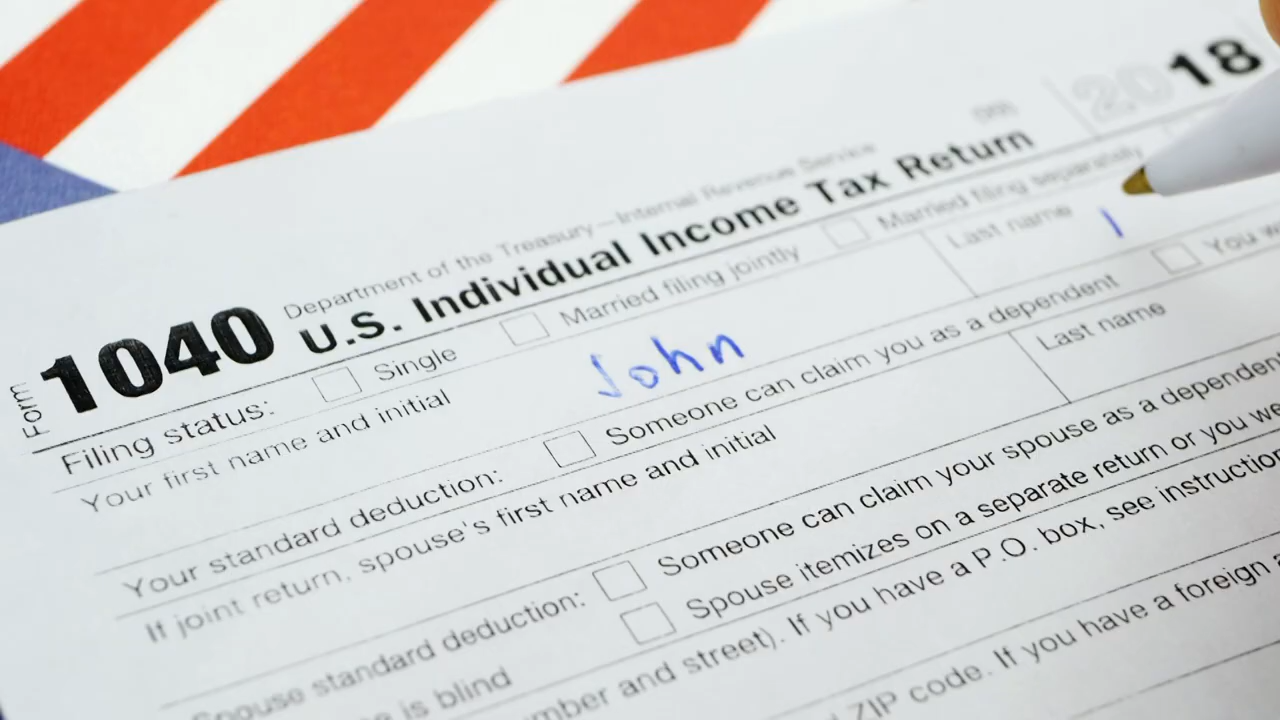 Department of the Treasury—Internal Revenue Service (99)
Form 1040 U.S. Individual Income Tax Return 2018
Filing status: Single Married filing jointly Married filing separately
Your first name and initial John Last name
Your standard deduction: Someone can claim you as a dependent You
If joint return, spouse's first name and initial Last name
Spouse standard deduction: Someone can claim your spouse as a dependent
is blind Spouse itemizes on a separate return or you
and street). If you have a P.O. box, see
ZIP code. If you have a foreign